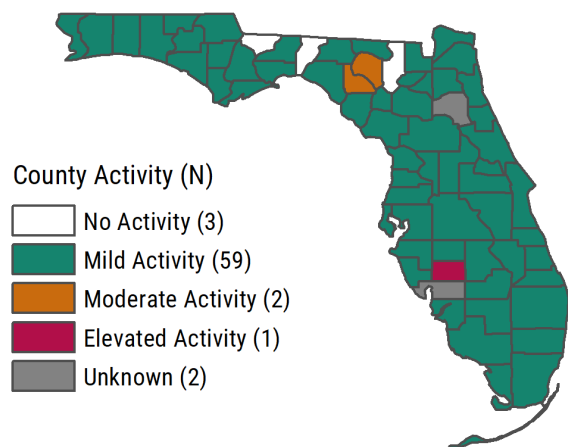 County Activity (N)
No Activity (3)
Mild Activity (59)
Moderate Activity (2)
Elevated Activity (1)
Unknown (2)